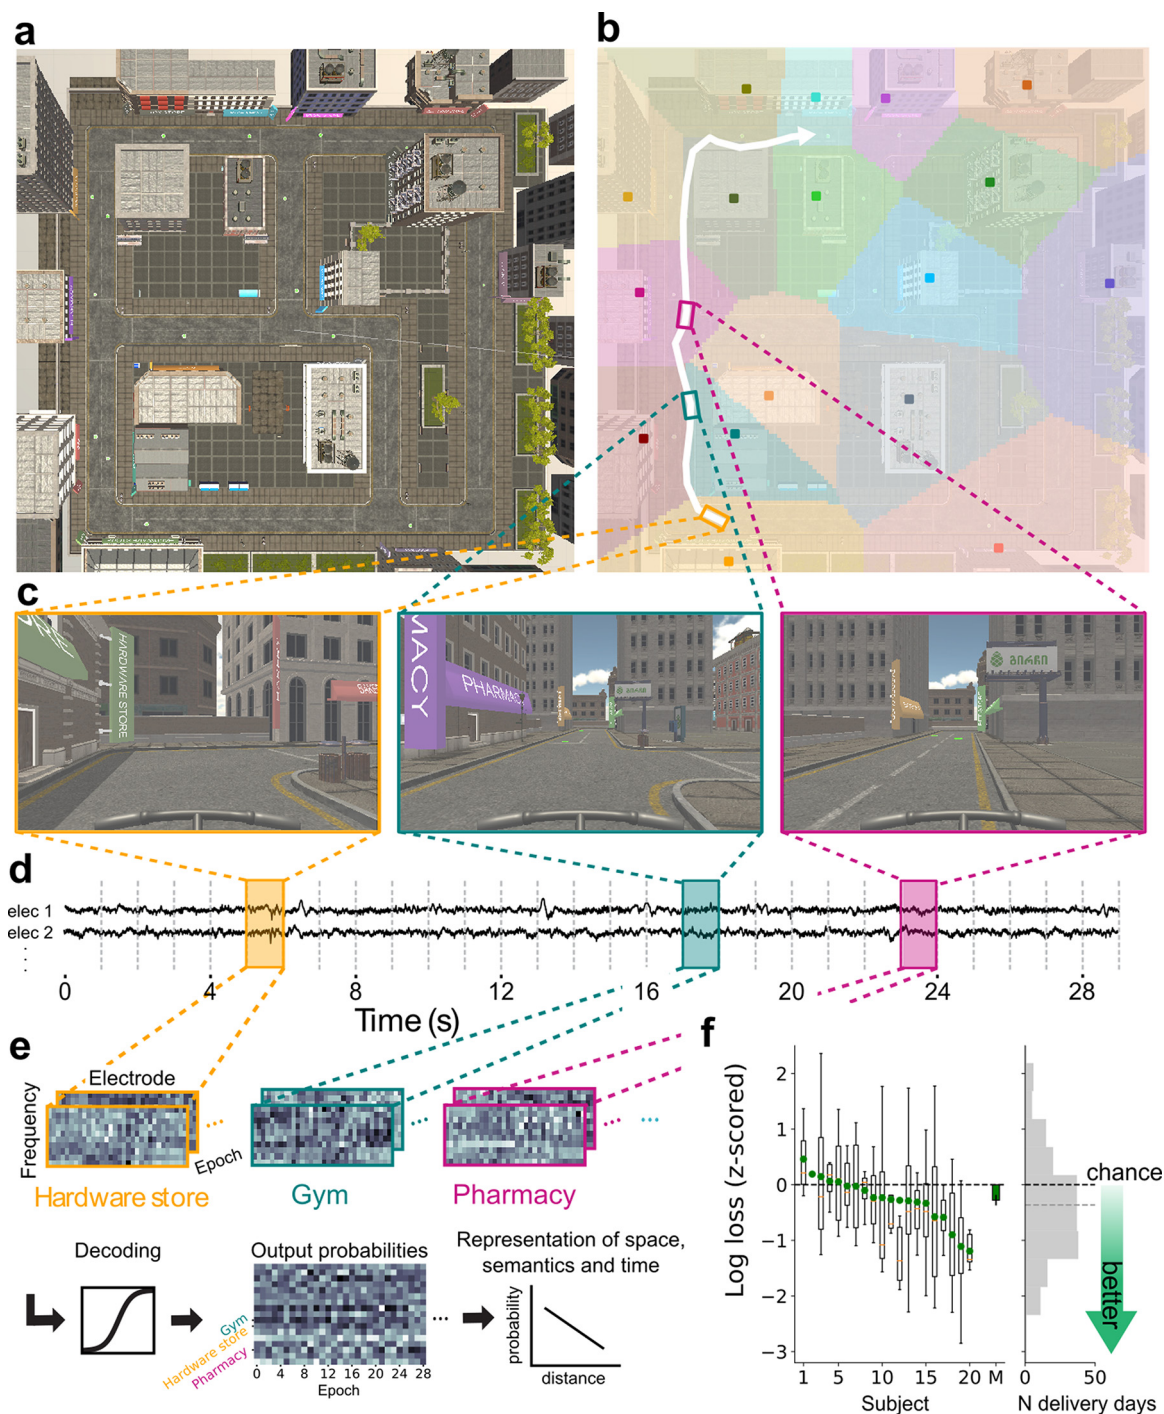 a
b
c
HARDWARE STORE
MACY
PHARMACY
d
elec 1
elec 2
0 4 8 12 16 20 24 28
Time (s)
e
Electrode
Frequency
Epoch
Hardware store
Gym
Pharmacy
Decoding
Output probabilities
Gym
Hardware store
Pharmacy
0 4 8 12 16 20 24 28
Epoch
Representation of space,
semantics and time
probability
distance
f
Log loss (z-scored)
2
1
0
−1
−2
−3
1 5 10 15 20 M
Subject
chance
better
0 50
N delivery days